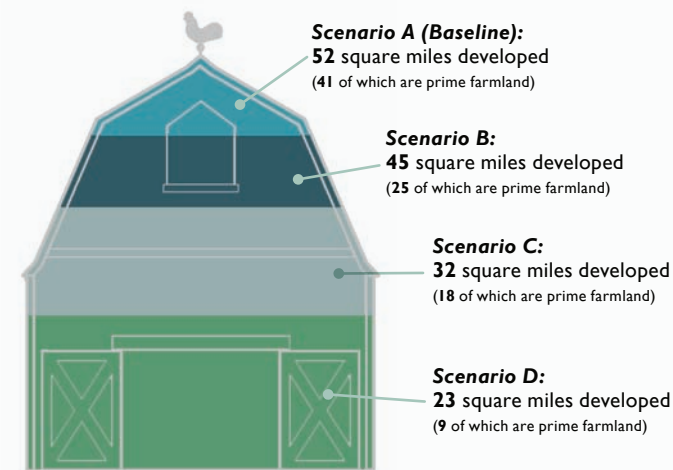 Scenario A (Baseline):
52 square miles developed
(41 of which are prime farmland)
Scenario B:
45 square miles developed
(25 of which are prime farmland)
Scenario C:
32 square miles developed
(18 of which are prime farmland)
Scenario D:
23 square miles developed
(9 of which are prime farmland)